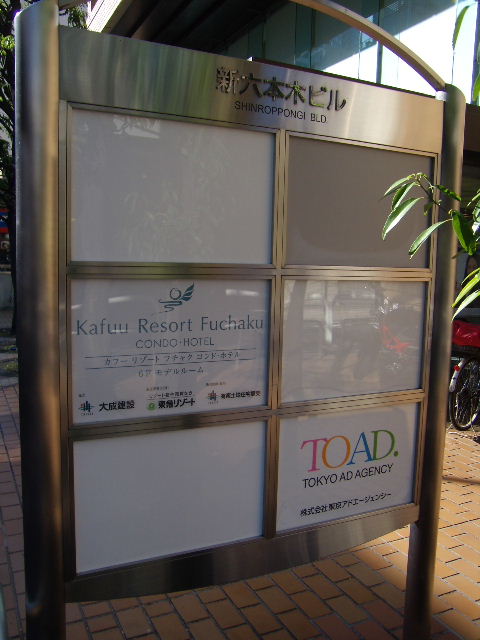 新六本木ビル
SHINROPPONGI BLD
Kafuu Resort Fuchaku
CONDO・HOTEL
カフー リゾート フチャク コンド・ホテル
6F モデルルーム
大成建設
東急リゾート
TOAD.
TOKYO AD AGENCY
株式会社東京アドエージェンシー